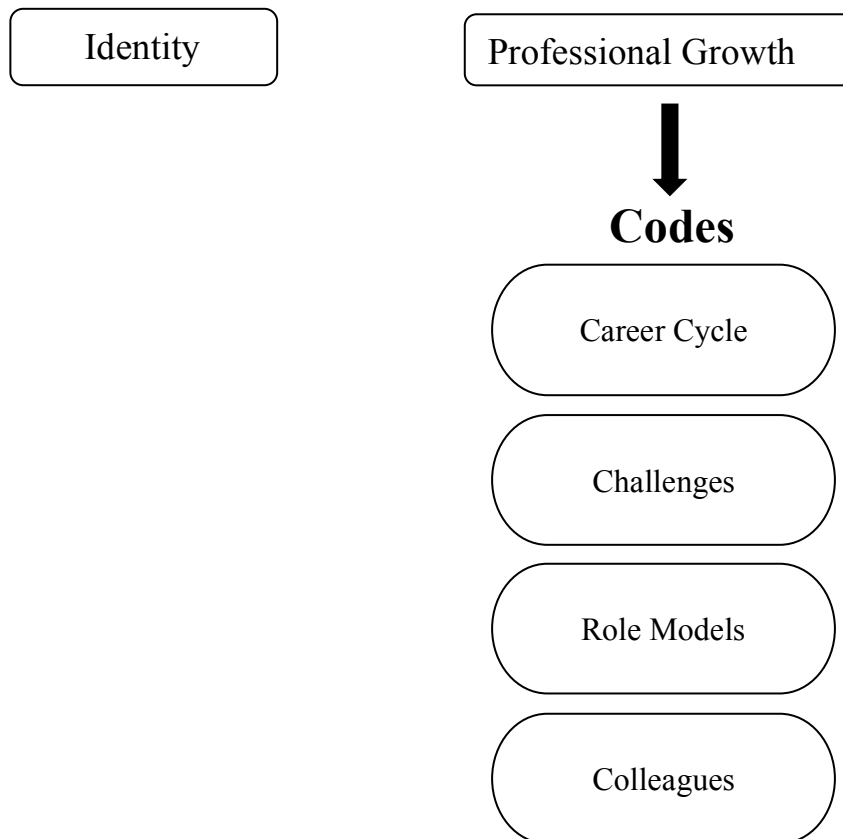 Identity
Professional Growth
Codes
Career Cycle
Challenges
Role Models
Colleagues